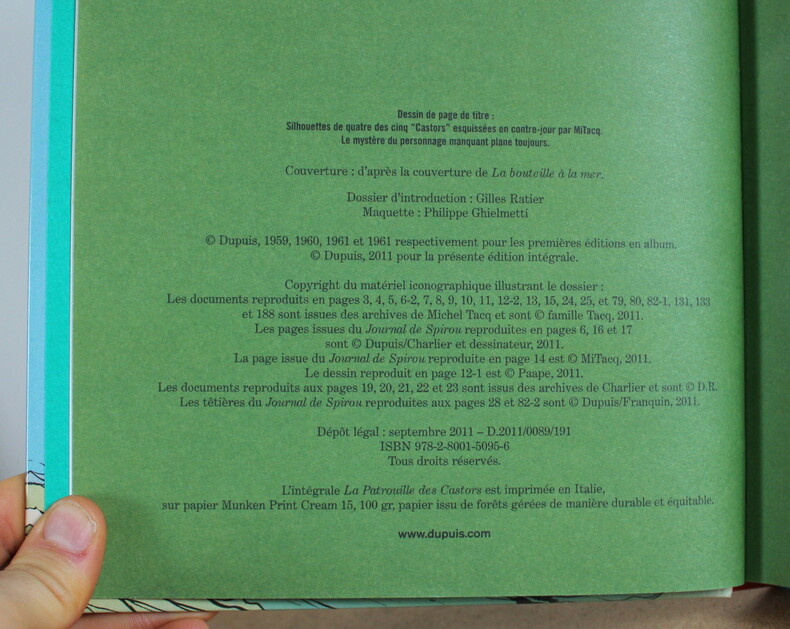 Dessin de page de titre :
Silhouettes de quatre des cinq "Castors" esquissées en contre-jour par MiTacq.
Le mystère du personnage manquant plane toujours.
Couverture : d'après la couverture de La bouteille à la mer.
Dossier d'introduction : Gilles Ratier
Maquette : Philippe Ghielmetti
© Dupuis, 1959, 1960, 1961 et 1961 respectivement pour les premières éditions en album.
© Dupuis, 2011 pour la présente édition intégrale.
Copyright du matériel iconographique illustrant le dossier :
Les documents reproduits en pages 3, 4, 5, 6-2, 7, 8, 9, 10, 11, 12-2, 13, 15, 24, 25, et 79, 80, 82-1, 131, 133
et 188 sont issues des archives de Michel Tacq et sont © famille Tacq, 2011.
Les pages issues du Journal de Spirou reproduites en pages 6, 16 et 17
sont © Dupuis/Charlier et dessinateur, 2011.
La page issue du Journal de Spirou reproduite en page 14 est © MiTacq, 2011.
Le dessin reproduit en page 12-1 est © Paape, 2011.
Les documents reproduits aux pages 19, 20, 21, 22 et 23 sont issus des archives de Charlier et sont © D.R.
Les têtières du Journal de Spirou reproduites aux pages 28 et 82-2 sont © Dupuis/Franquin, 2011.
Dépôt légal : septembre 2011 – D.2011/0089/191
ISBN 978-2-8001-5095-6
Tous droits réservés.
L'intégrale La Patrouille des Castors est imprimée en Italie,
sur papier Munken Print Cream 15, 100 gr, papier issu de forêts gérées de manière durable et équitable.
www.dupuis.com